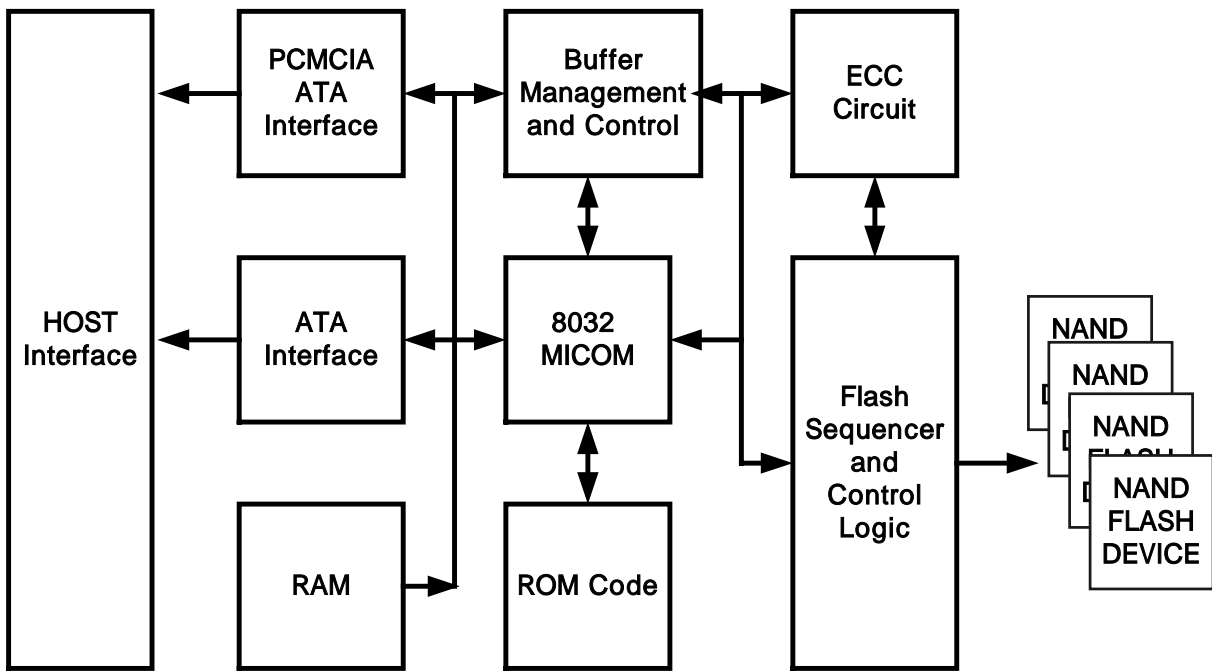 PCMCIA
ATA
Interface
Buffer
Management
and Control
ECC
Circuit
HOST
Interface
ATA
Interface
8032
MICOM
Flash
Sequencer
and
Control
Logic
RAM
ROM Code
NAND
NAND
NAND
FLASH
NAND
FLASH
DEVICE